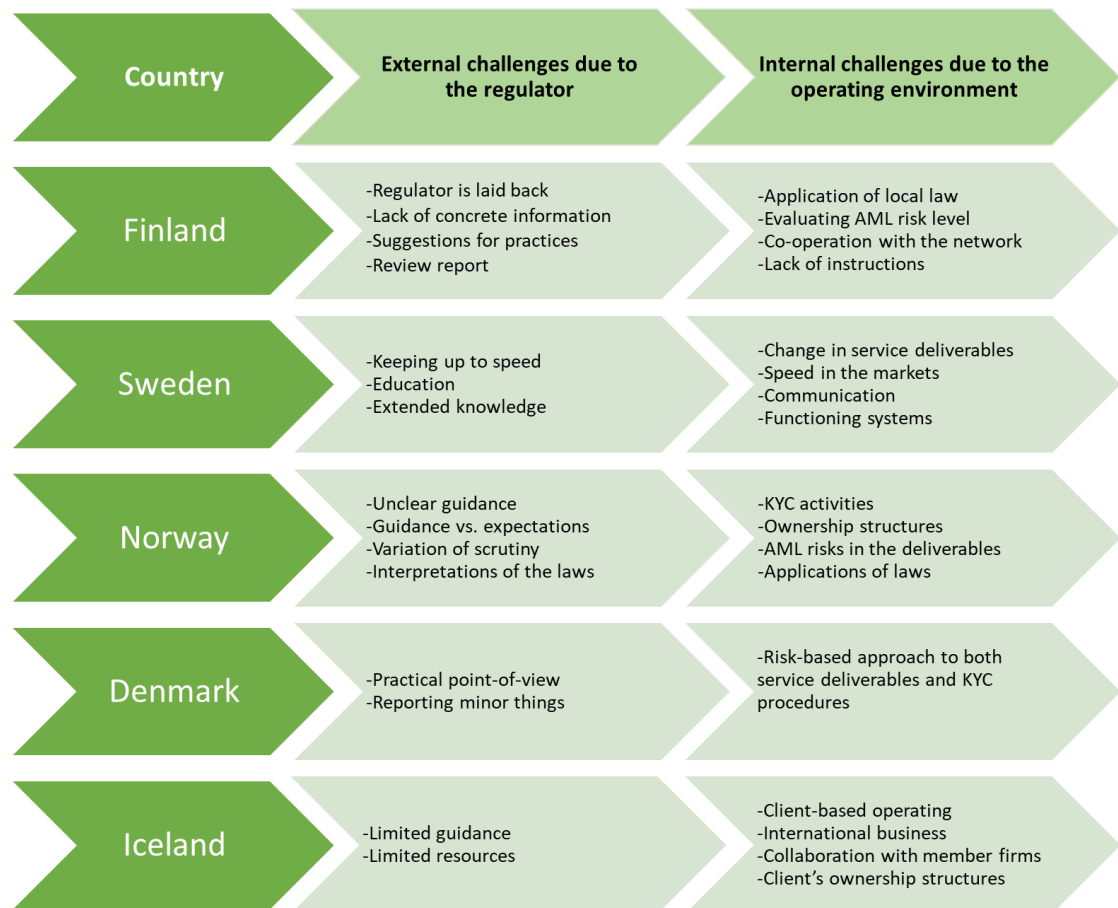 Country
External challenges due to
the regulator
Internal challenges due to the
operating environment
Finland
-Regulator is laid back
-Lack of concrete information
-Suggestions for practices
-Review report
-Application of local law
-Evaluating AML risk level
-Co-operation with the network
-Lack of instructions
Sweden
-Keeping up to speed
-Education
-Extended knowledge
-Change in service deliverables
-Speed in the markets
-Communication
-Functioning systems
Norway
-Unclear guidance
-Guidance vs. expectations
-Variation of scrutiny
-Interpretations of the laws
-KYC activities
-Ownership structures
-AML risks in the deliverables
-Applications of laws
Denmark
-Practical point-of-view
-Reporting minor things
-Risk-based approach to both
service deliverables and KYC
procedures
Iceland
-Limited guidance
-Limited resources
-Client-based operating
-International business
-Collaboration with member firms
-Client’s ownership structures